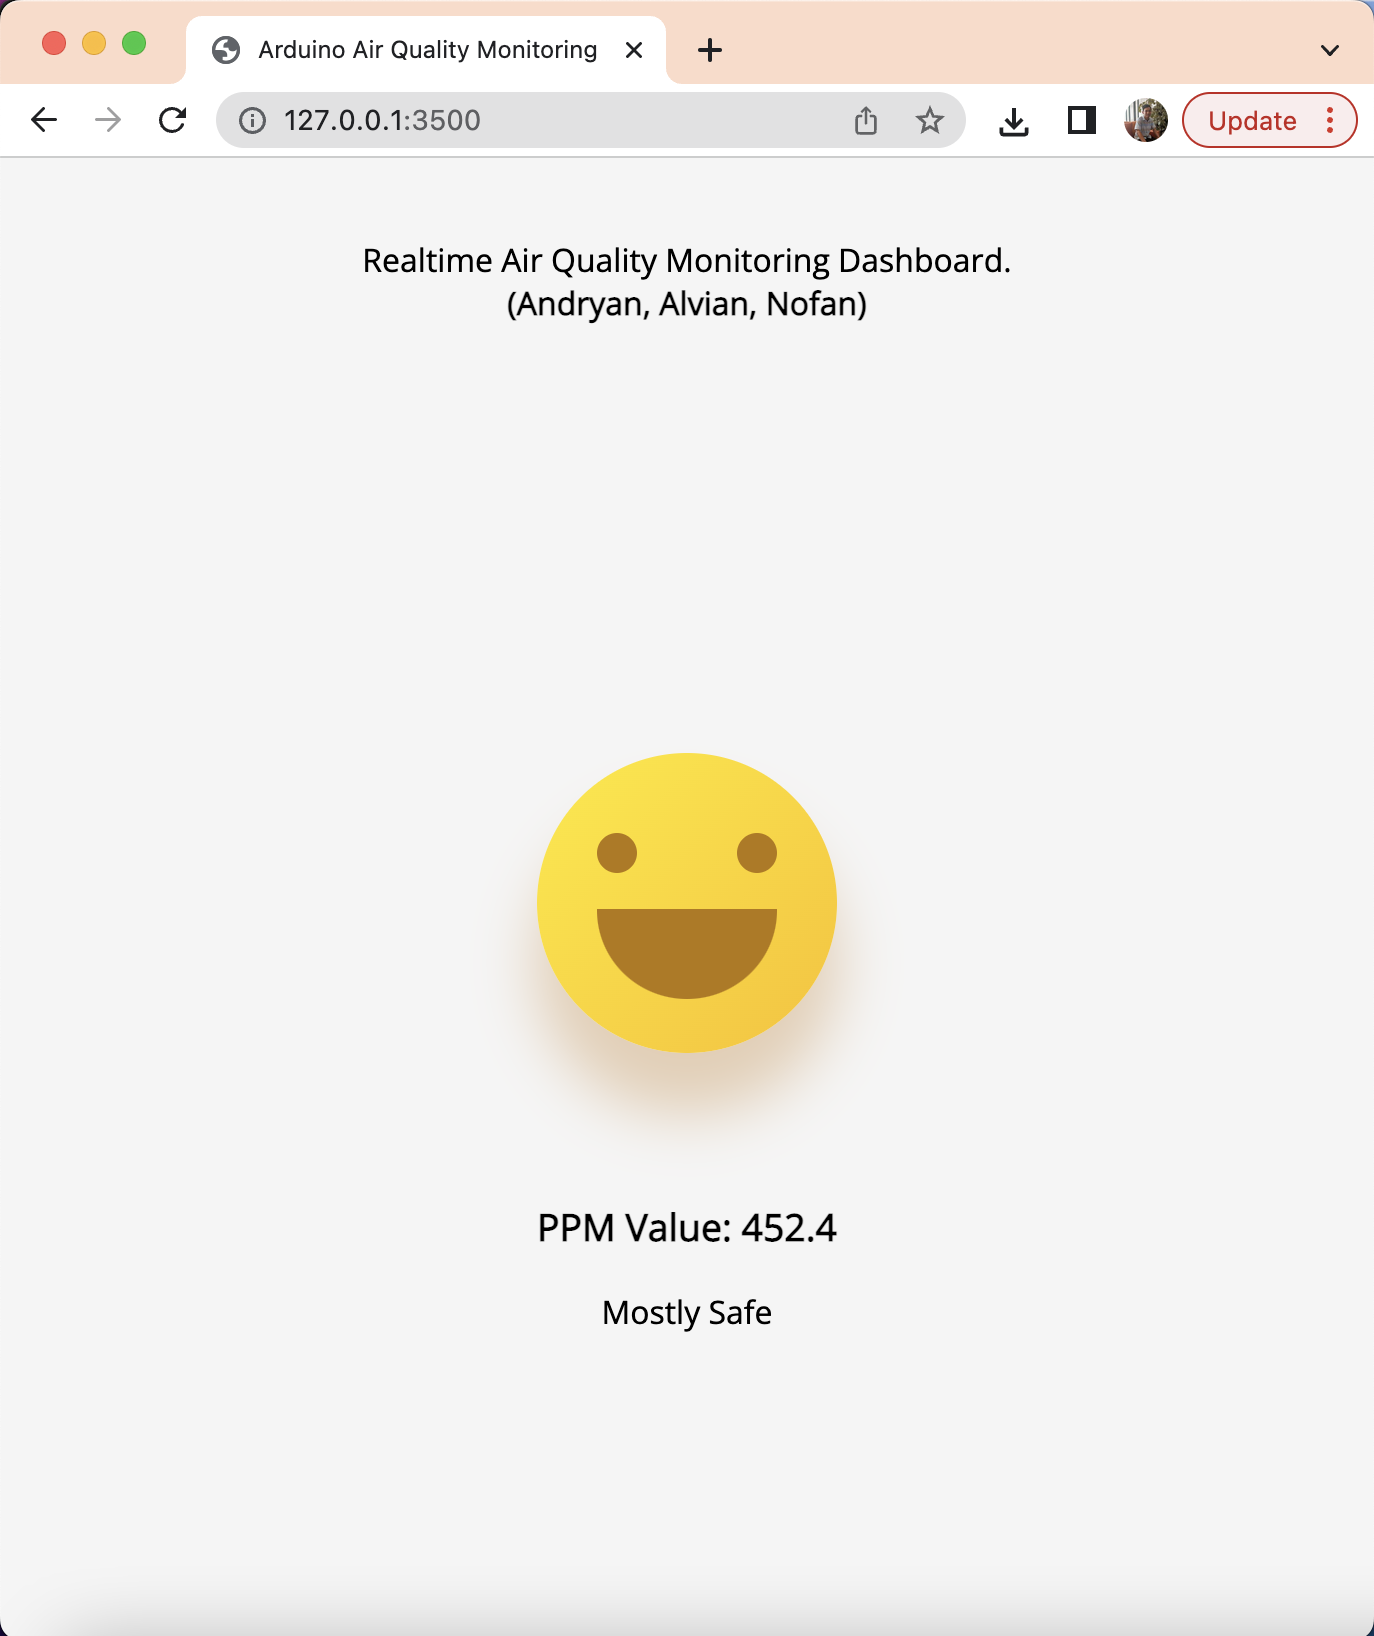 Arduino Air Quality Monitoring
127.0.0.1:3500
Update
Realtime Air Quality Monitoring Dashboard.
(Andryan, Alvian, Nofan)
PPM Value: 452.4
Mostly Safe